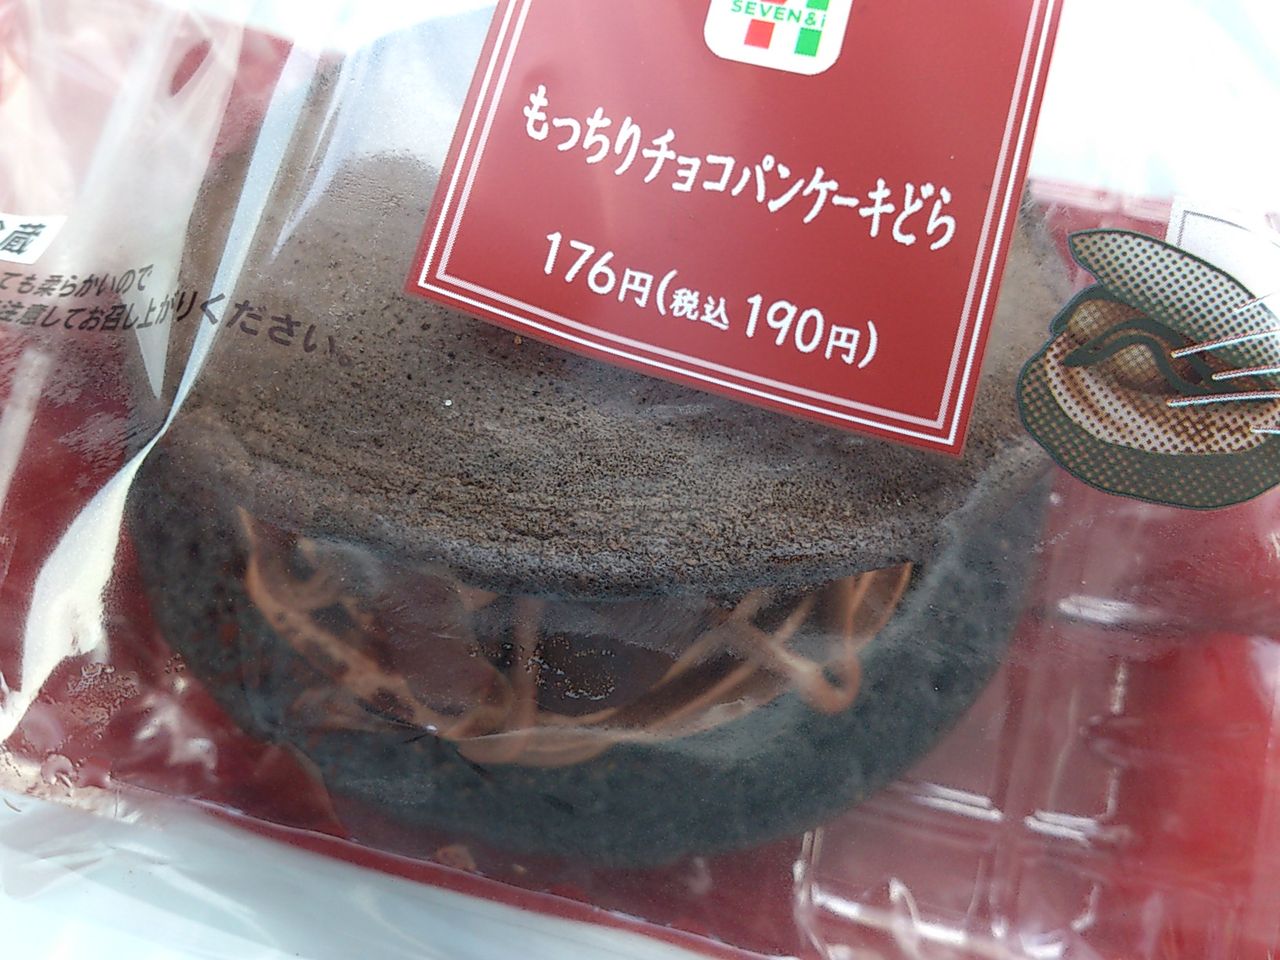 SEVEN&i
もっちりチョコパンケーキどら
176円(税込 190円)
蔵
ても柔らかいので
注意してお召し上がりください。